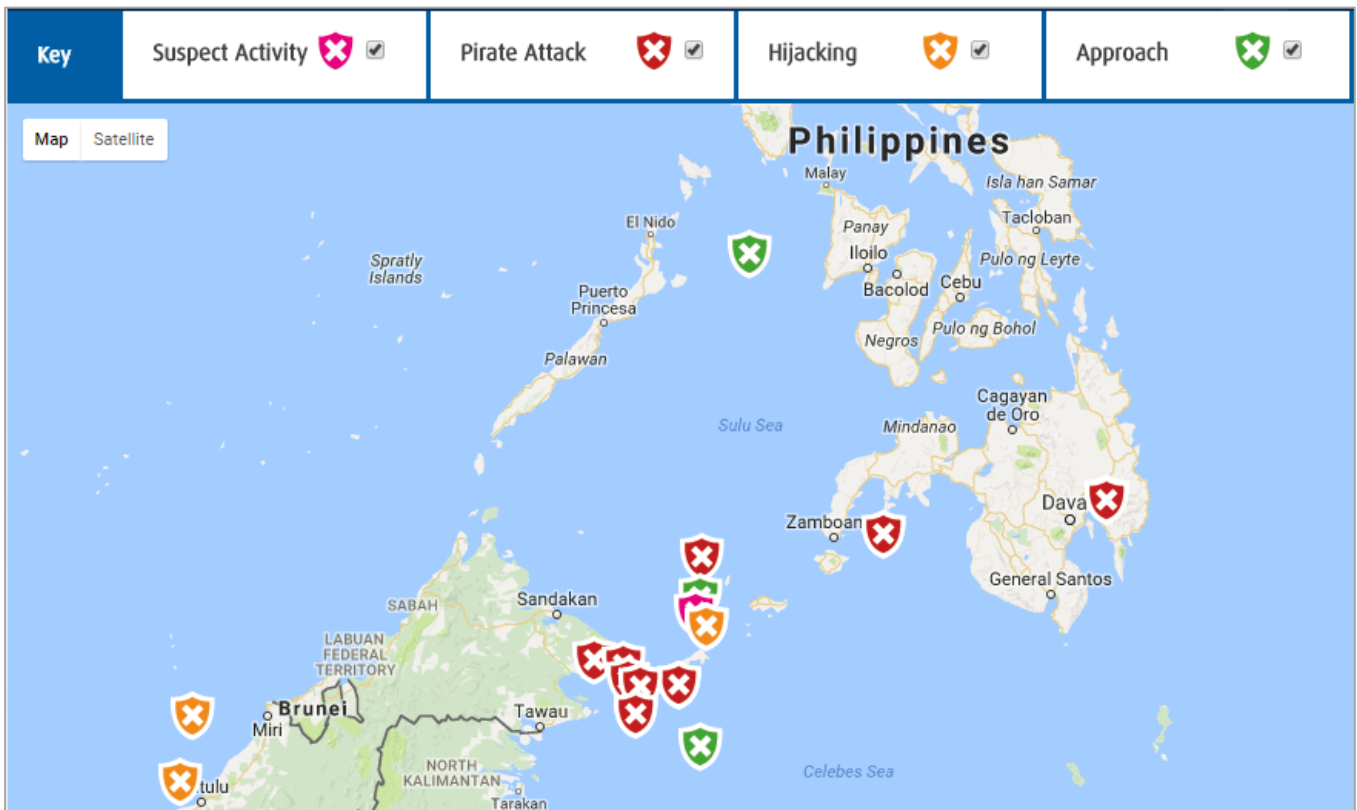 Key
Suspect Activity
Pirate Attack
Hijacking
Approach
Map
Satellite
Philippines
Malay
Isla han Samar
El Nido
Tacloban
Panay
Iloilo
Spratly
Islands
Pulo ng Leyte
Bacolod
Cebu
Puerto
Princesa
Pulo ng Bohol
Negros
Palawan
Cagayan
de Oro
Sulu Sea
Mindanao
Dava
Zamboan
General Santos
Sandakan
SABAH
LABUAN
FEDERAL
TERRITORY
Brunei
Miri
Tawau
NORTH
KALIMANTAN
Celebes Sea
tulu
Tarakan